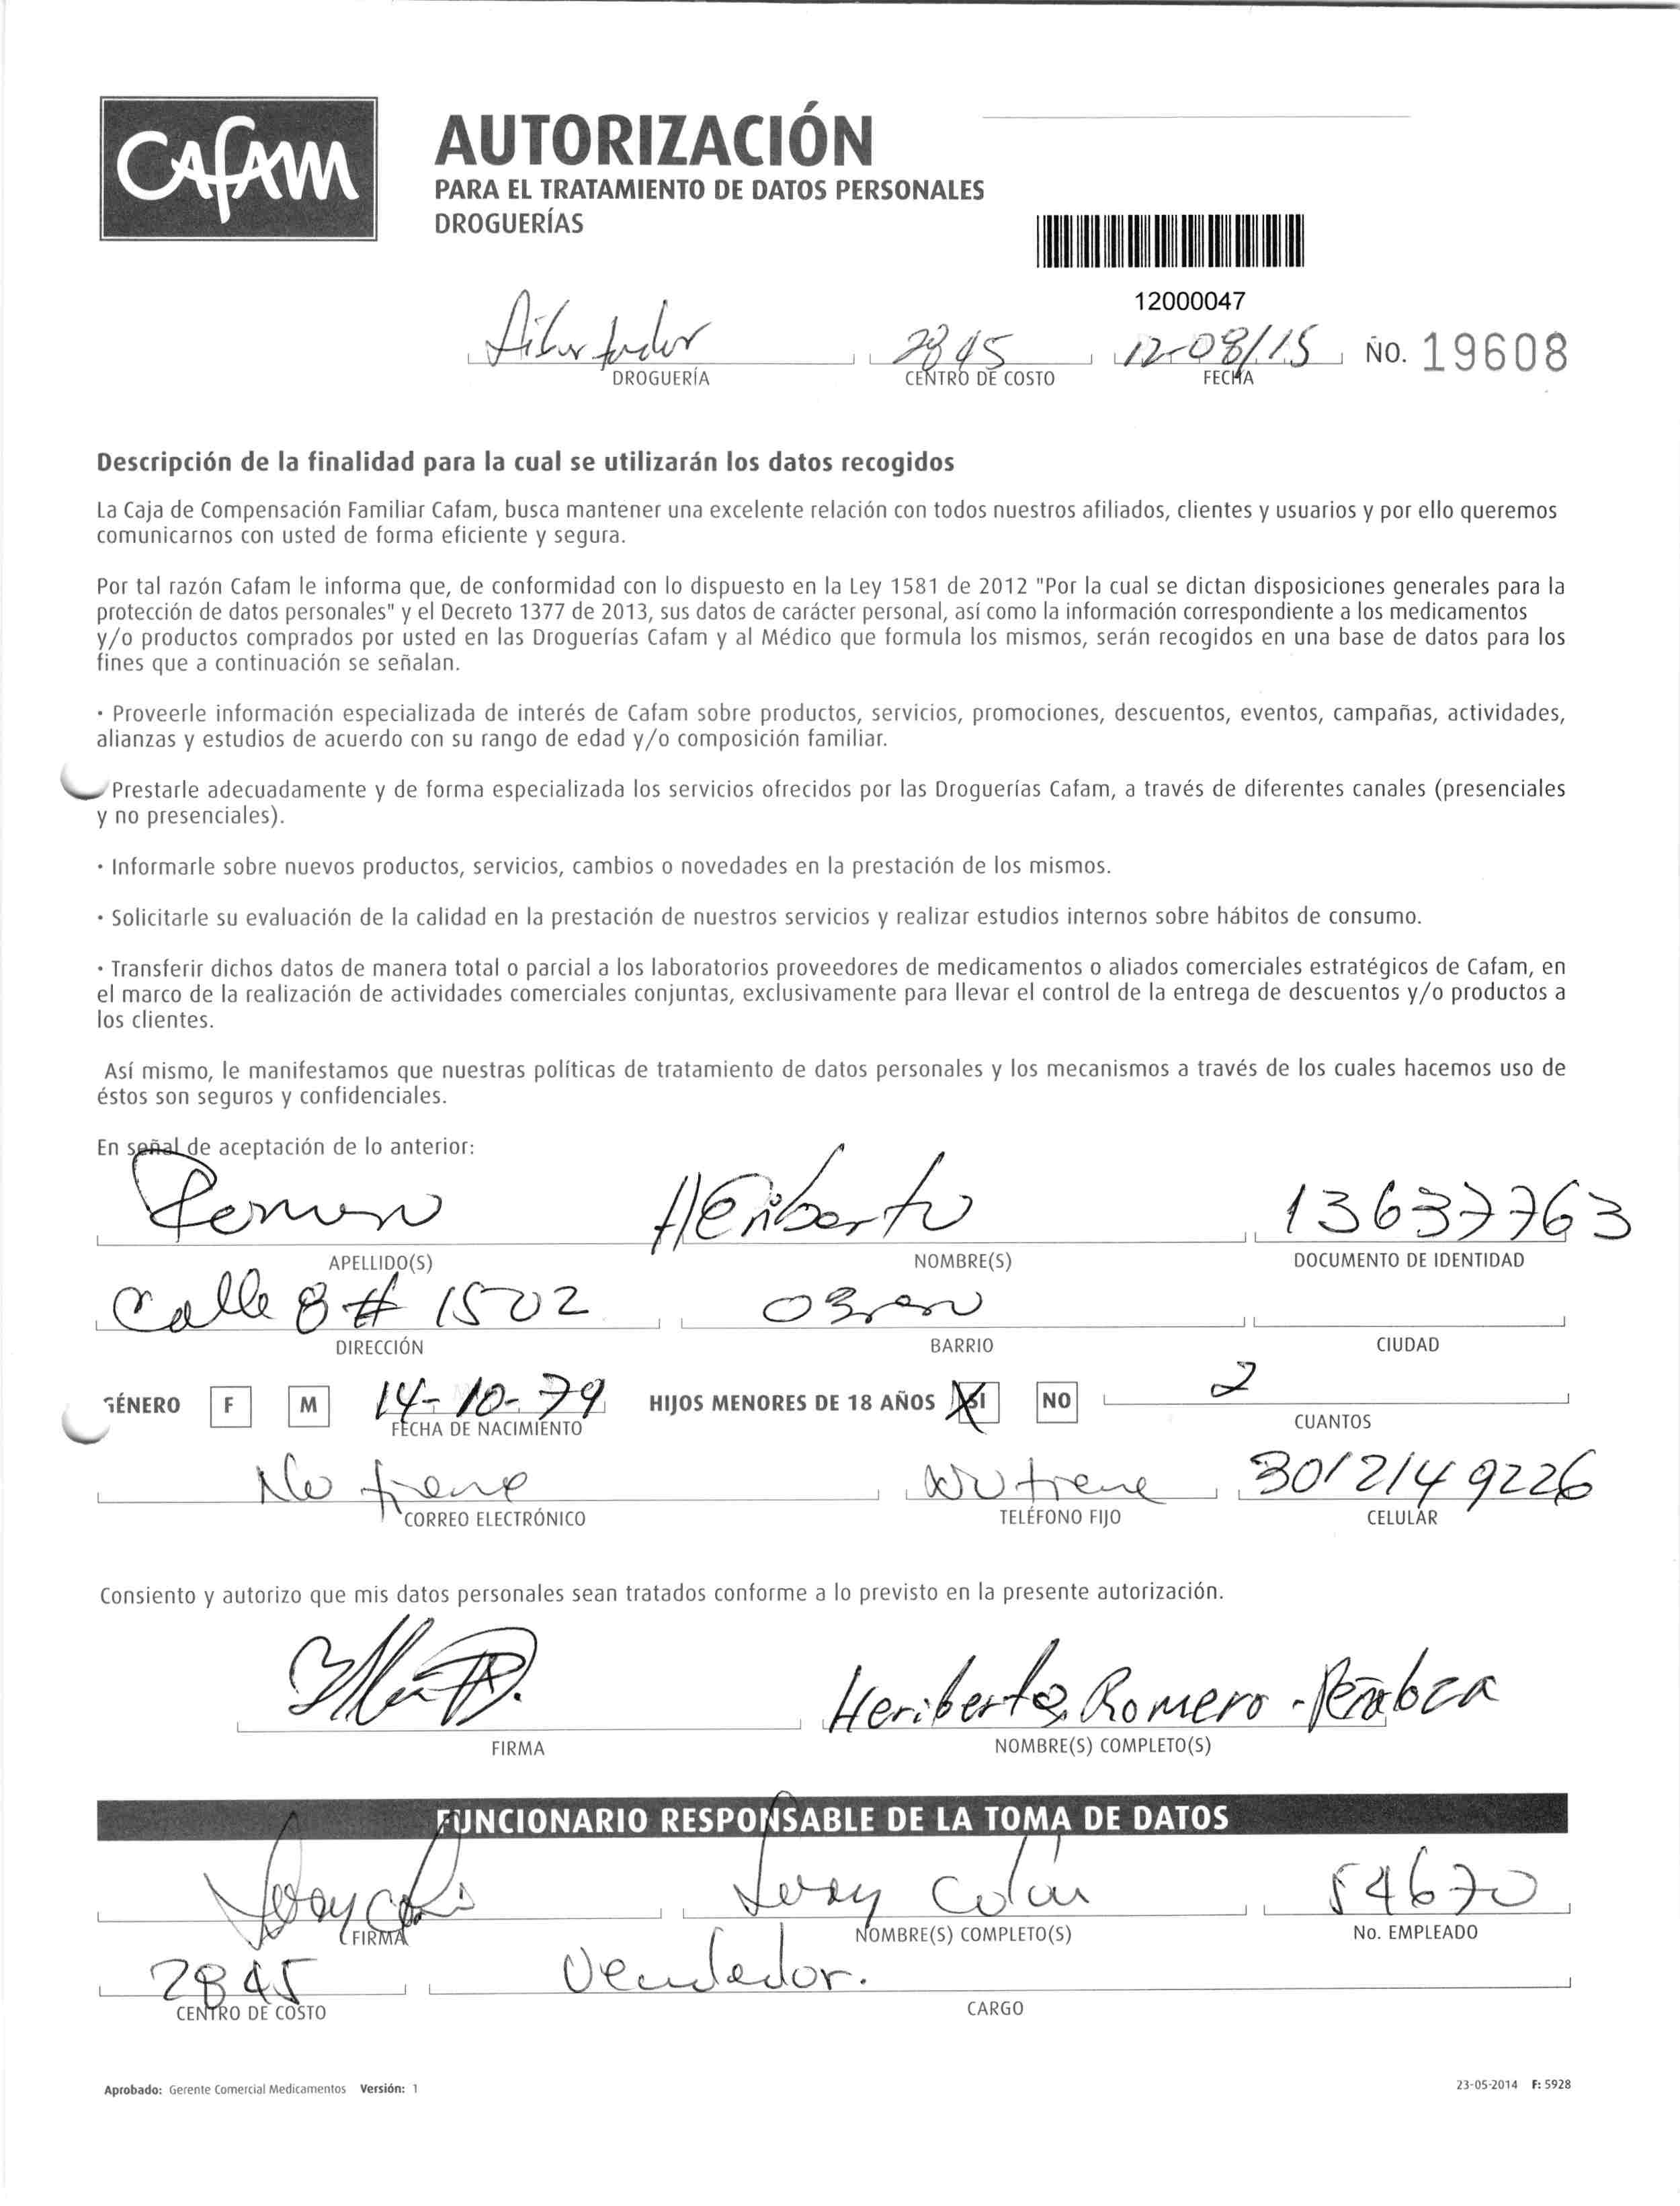 CAFAM
AUTORIZACIÓN
PARA EL TRATAMIENTO DE DATOS PERSONALES
DROGUERÍAS
12000047
Libertador 2845 12-08/15 No. 19608
DROGUERÍA CENTRO DE COSTO FECHA
Descripción de la finalidad para la cual se utilizarán los datos recogidos
La Caja de Compensación Familiar Cafam, busca mantener una excelente relación con todos nuestros afiliados, clientes y usuarios y por ello queremos
comunicarnos con usted de forma eficiente y segura.
Por tal razón Cafam le informa que, de conformidad con lo dispuesto en la Ley 1581 de 2012 "Por la cual se dictan disposiciones generales para la
protección de datos personales" y el Decreto 1377 de 2013, sus datos de carácter personal, así como la información correspondiente a los medicamentos
y/o productos comprados por usted en las Droguerías Cafam y al Médico que formula los mismos, serán recogidos en una base de datos para los
fines que a continuación se señalan.
· Proveerle información especializada de interés de Cafam sobre productos, servicios, promociones, descuentos, eventos, campañas, actividades,
alianzas y estudios de acuerdo con su rango de edad y/o composición familiar.
Prestarle adecuadamente y de forma especializada los servicios ofrecidos por las Droguerías Cafam, a través de diferentes canales (presenciales
y no presenciales).
· Informarle sobre nuevos productos, servicios, cambios o novedades en la prestación de los mismos.
· Solicitarle su evaluación de la calidad en la prestación de nuestros servicios y realizar estudios internos sobre hábitos de consumo.
· Transferir dichos datos de manera total o parcial a los laboratorios proveedores de medicamentos o aliados comerciales estratégicos de Cafam, en
el marco de la realización de actividades comerciales conjuntas, exclusivamente para llevar el control de la entrega de descuentos y/o productos a
los clientes.
Así mismo, le manifestamos que nuestras políticas de tratamiento de datos personales y los mecanismos a través de los cuales hacemos uso de
éstos son seguros y confidenciales.
En señal de aceptación de lo anterior:
Heriberto 13637763
APELLIDO(S) NOMBRE(S) DOCUMENTO DE IDENTIDAD
Calle 8 # 1502
DIRECCIÓN BARRIO CIUDAD
GÉNERO F M 14-10-79 HIJOS MENORES DE 18 AÑOS SI NO 2
FECHA DE NACIMIENTO CUANTOS
No tiene No tiene 3012149226
CORREO ELECTRÓNICO TELÉFONO FIJO CELULAR
Consiento y autorizo que mis datos personales sean tratados conforme a lo previsto en la presente autorización.
Heriberto Romero
FIRMA NOMBRE(S) COMPLETO(S)
FUNCIONARIO RESPONSABLE DE LA TOMA DE DATOS
54670
FIRMA NOMBRE(S) COMPLETO(S) No. EMPLEADO
2845 Vendedor.
CENTRO DE COSTO CARGO
Aprobado: Gerente Comercial Medicamentos Versión: 1 23-05-2014 F: 5928